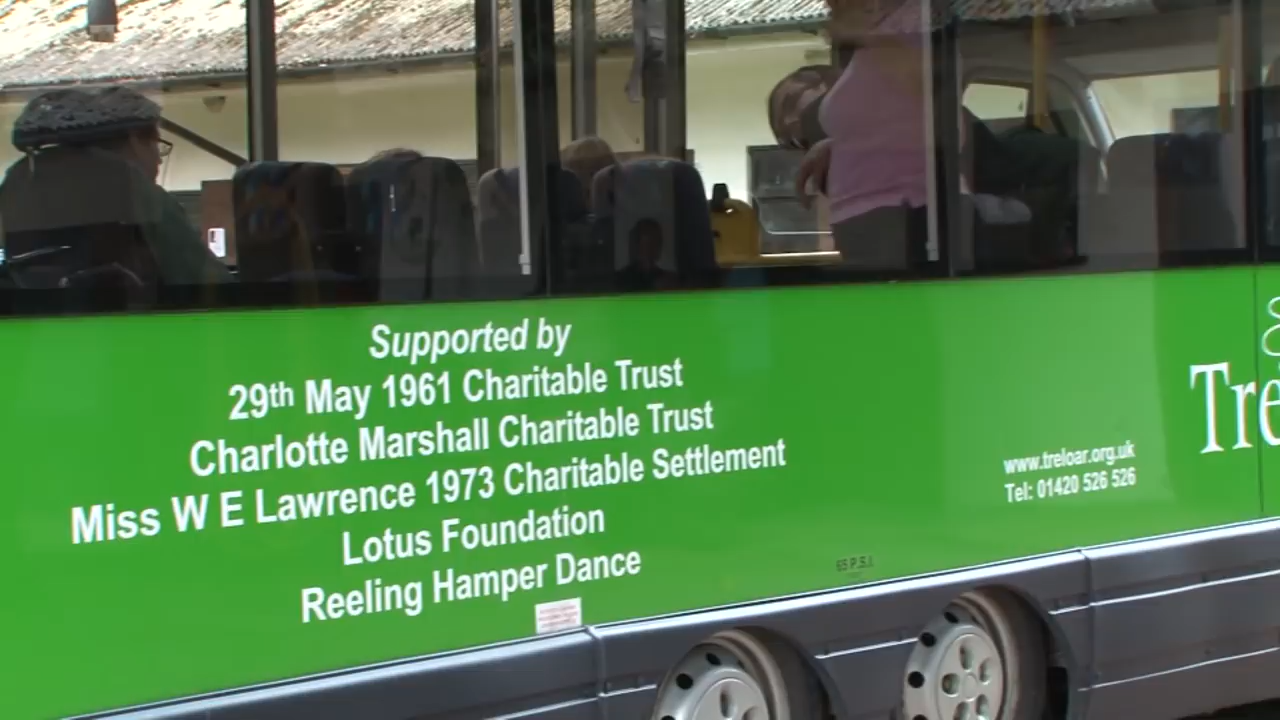 Supported by
29th May 1961 Charitable Trust
Charlotte Marshall Charitable Trust
Miss W E Lawrence 1973 Charitable Settlement
Lotus Foundation
Reeling Hamper Dance
www.treloar.org.uk
Tel: 01420 526 526
Tre
65 P.S.I.